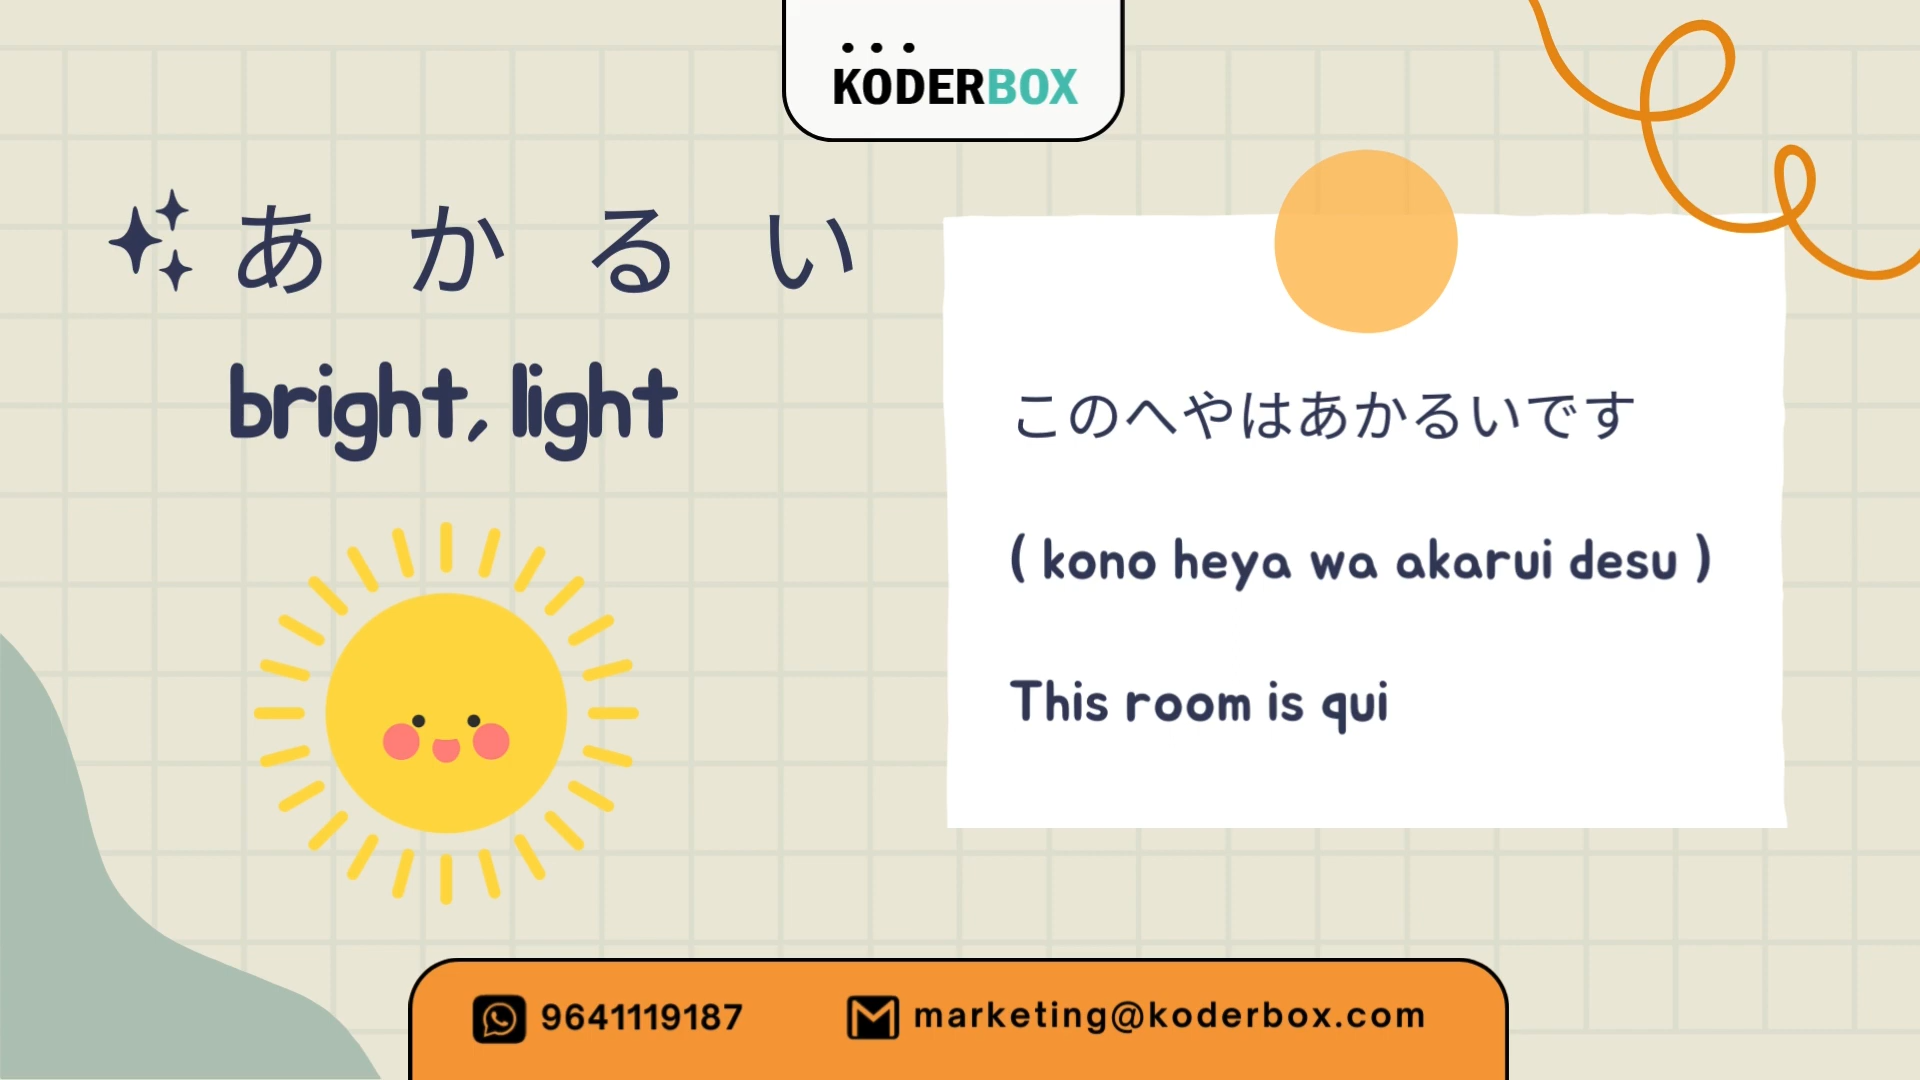 KODERBOX
あかるい
bright, light
このへやはあかるいです
( kono heya wa akarui desu )
This room is qui
9641119187
marketing@koderbox.com